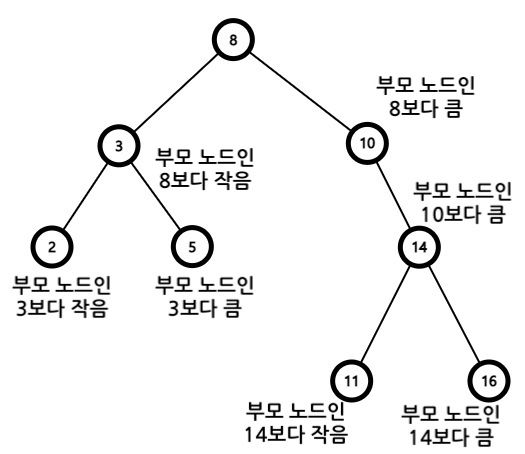 8
부모 노드인
8보다 큼
3
10
부모 노드인
8보다 작음
부모 노드인
10보다 큼
2
5
14
부모 노드인
3보다 작음
부모 노드인
3보다 큼
11
16
부모 노드인
14보다 작음
부모 노드인
14보다 큼